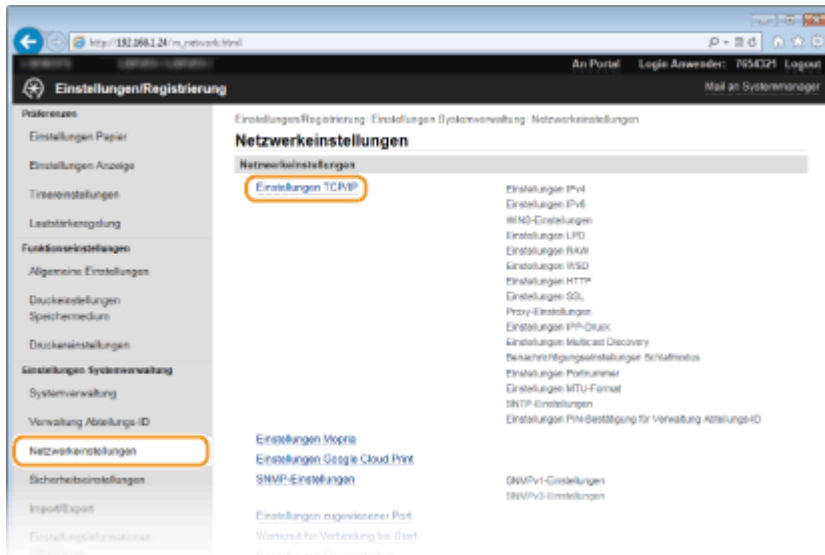 http://192.168.1.24/m_network.html
An Portal Login Anwender: 7654321 Logout
Einstellungen/Registrierung
Mail an Systemmanager
Präferenzen
Einstellungen Papier
Einstellungen Anzeige
Timereinstellungen
Lautstärkeregelung
Funktionseinstellungen
Allgemeine Einstellungen
Druckeinstellungen
Speichermedium
Druckereinstellungen
Einstellungen Systemverwaltung
Systemverwaltung
Verwaltung Abteilungs-ID
Netzwerkeinstellungen
Sicherheitseinstellungen
Import/Export
Einstellungsinformationen
Einstellungen/Registrierung: Einstellungen Systemverwaltung: Netzwerkeinstellungen
Netzwerkeinstellungen
Netzwerkeinstellungen
Einstellungen TCP/IP
Einstellungen IPv4
Einstellungen IPv6
WINS-Einstellungen
Einstellungen LPD
Einstellungen RAW
Einstellungen WSD
Einstellungen HTTP
Einstellungen SSL
Proxy-Einstellungen
Einstellungen IPP-Druck
Einstellungen Multicast Discovery
Benachrichtigungseinstellungen Schlafmodus
Einstellungen Portnummer
Einstellungen MTU-Format
SNTP-Einstellungen
Einstellungen PIN-Bestätigung für Verwaltung Abteilungs-ID
Einstellungen Mopria
Einstellungen Google Cloud Print
SNMP-Einstellungen
SNMPv1-Einstellungen
SNMPv3-Einstellungen
Einstellungen zugewiesener Port
Wartezeit für Verbindung bei Start